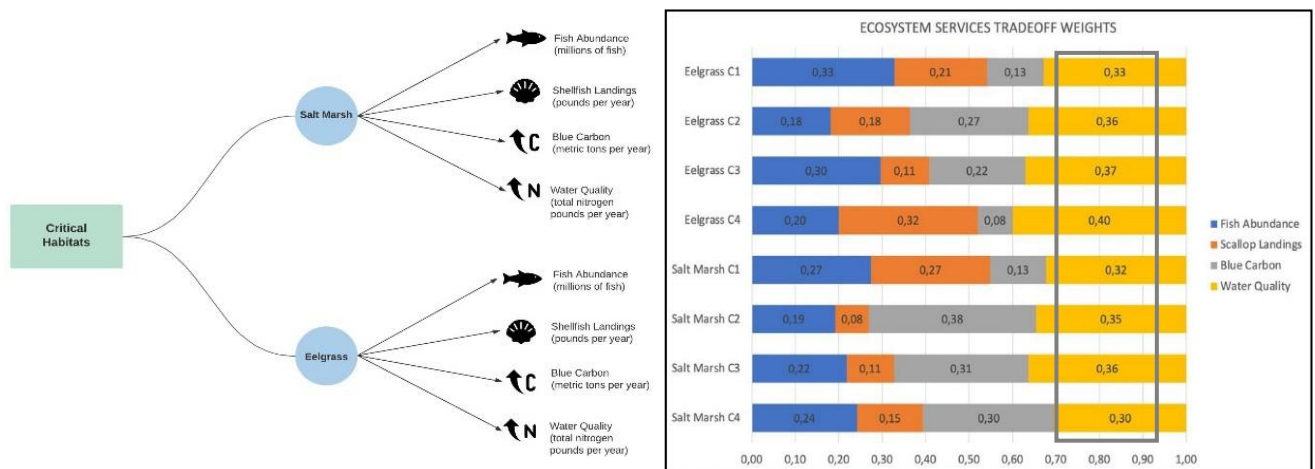 Critical
Habitats
Salt Marsh
Fish Abundance
(millions of fish)
Shellfish Landings
(pounds per year)
C
Blue Carbon
(metric tons per year)
N
Water Quality
(total nitrogen
pounds per year)
Eelgrass
Fish Abundance
(millions of fish)
Shellfish Landings
(pounds per year)
C
Blue Carbon
(metric tons per year)
N
Water Quality
(total nitrogen
pounds per year)
ECOSYSTEM SERVICES TRADEOFF WEIGHTS
Eelgrass C1 0,33 0,21 0,13 0,33
Eelgrass C2 0,18 0,18 0,27 0,36
Eelgrass C3 0,30 0,11 0,22 0,37
Eelgrass C4 0,20 0,32 0,08 0,40
Salt Marsh C1 0,27 0,27 0,13 0,32
Salt Marsh C2 0,19 0,08 0,38 0,35
Salt Marsh C3 0,22 0,11 0,31 0,36
Salt Marsh C4 0,24 0,15 0,30 0,30
0,00 0,10 0,20 0,30 0,40 0,50 0,60 0,70 0,80 0,90 1,00
Fish Abundance
Scallop Landings
Blue Carbon
Water Quality